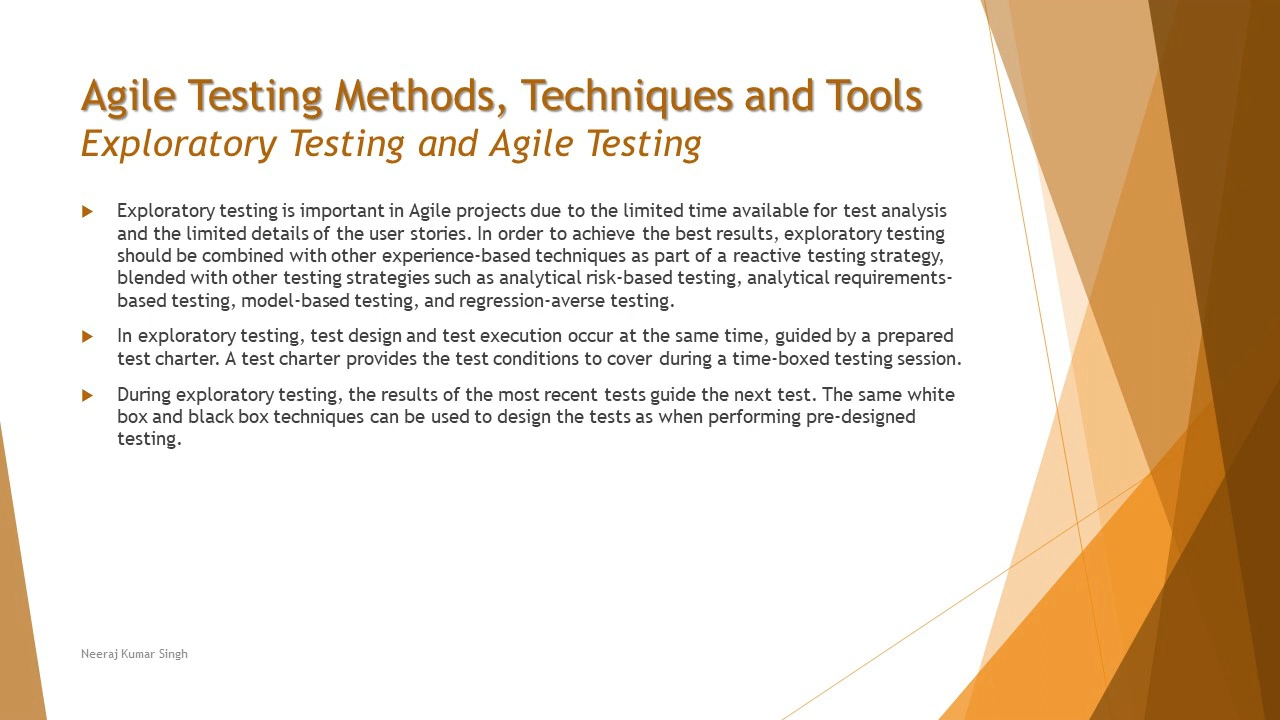 Agile Testing Methods, Techniques and Tools
Exploratory Testing and Agile Testing
Exploratory testing is important in Agile projects due to the limited time available for test analysis
and the limited details of the user stories. In order to achieve the best results, exploratory testing
should be combined with other experience-based techniques as part of a reactive testing strategy,
blended with other testing strategies such as analytical risk-based testing, analytical requirements-
based testing, model-based testing, and regression-averse testing.
In exploratory testing, test design and test execution occur at the same time, guided by a prepared
test charter. A test charter provides the test conditions to cover during a time-boxed testing session.
During exploratory testing, the results of the most recent tests guide the next test. The same white
box and black box techniques can be used to design the tests as when performing pre-designed
testing.
Neeraj Kumar Singh